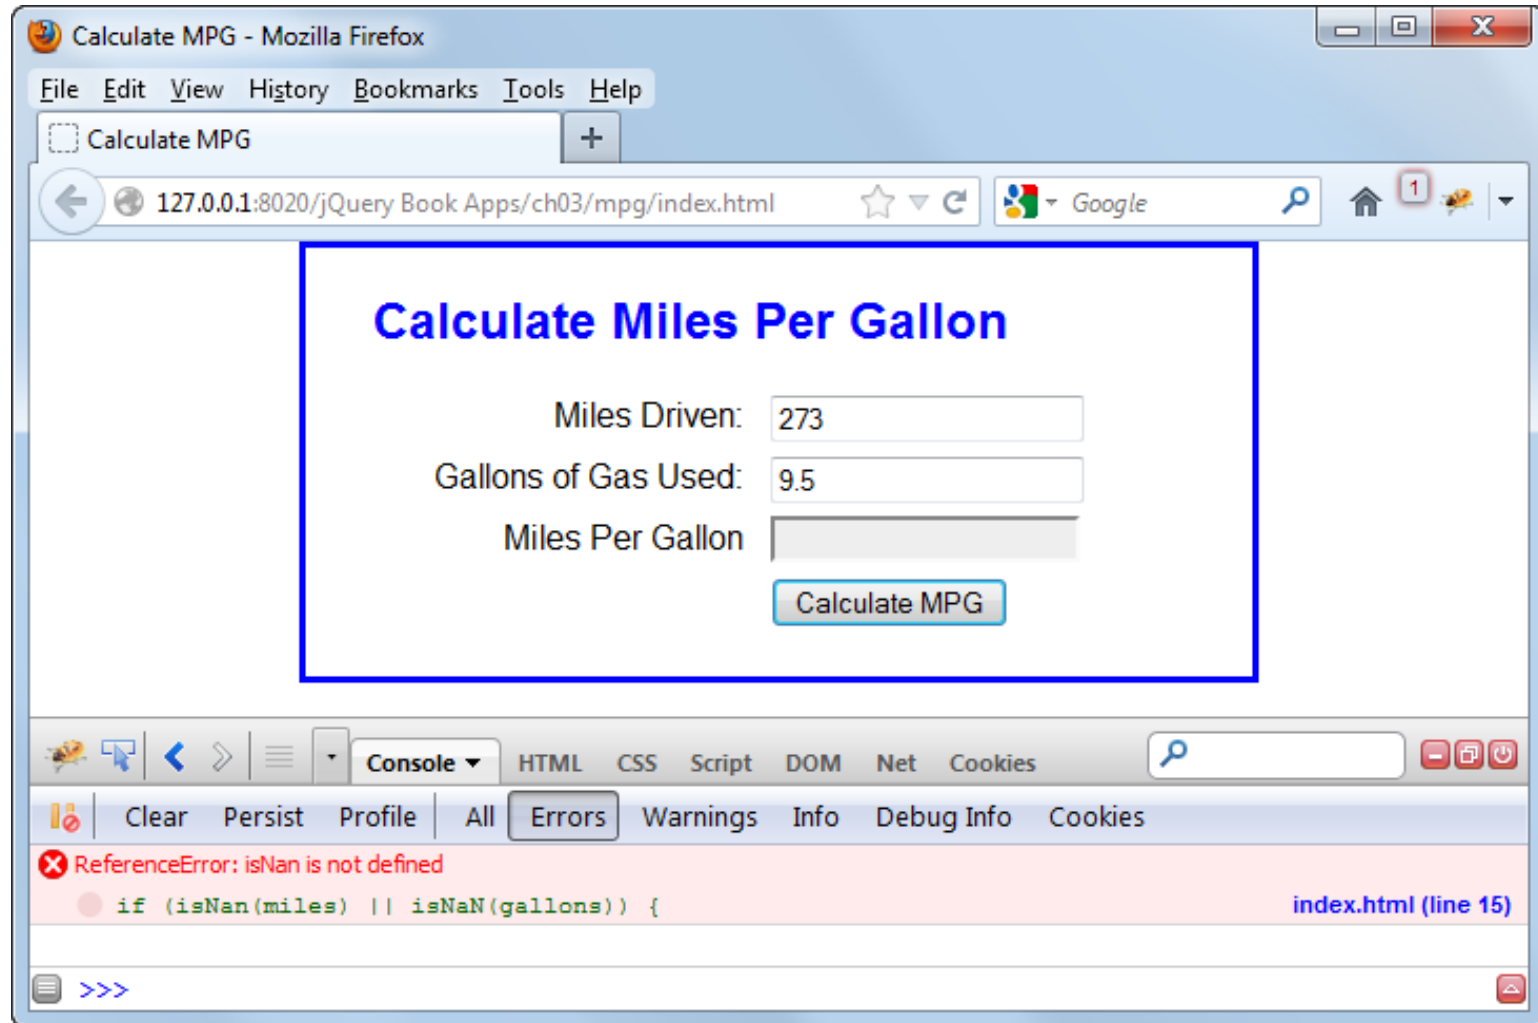 Calculate MPG - Mozilla Firefox
File Edit View History Bookmarks Tools Help
Calculate MPG
127.0.0.1:8020/jQuery Book Apps/ch03/mpg/index.html
Google
1
Calculate Miles Per Gallon
Miles Driven: 273
Gallons of Gas Used: 9.5
Miles Per Gallon
Calculate MPG
Console HTML CSS Script DOM Net Cookies
Clear Persist Profile All Errors Warnings Info Debug Info Cookies
ReferenceError: isNan is not defined
if (isNan(miles) || isNaN(gallons)) { index.html (line 15)
>>>